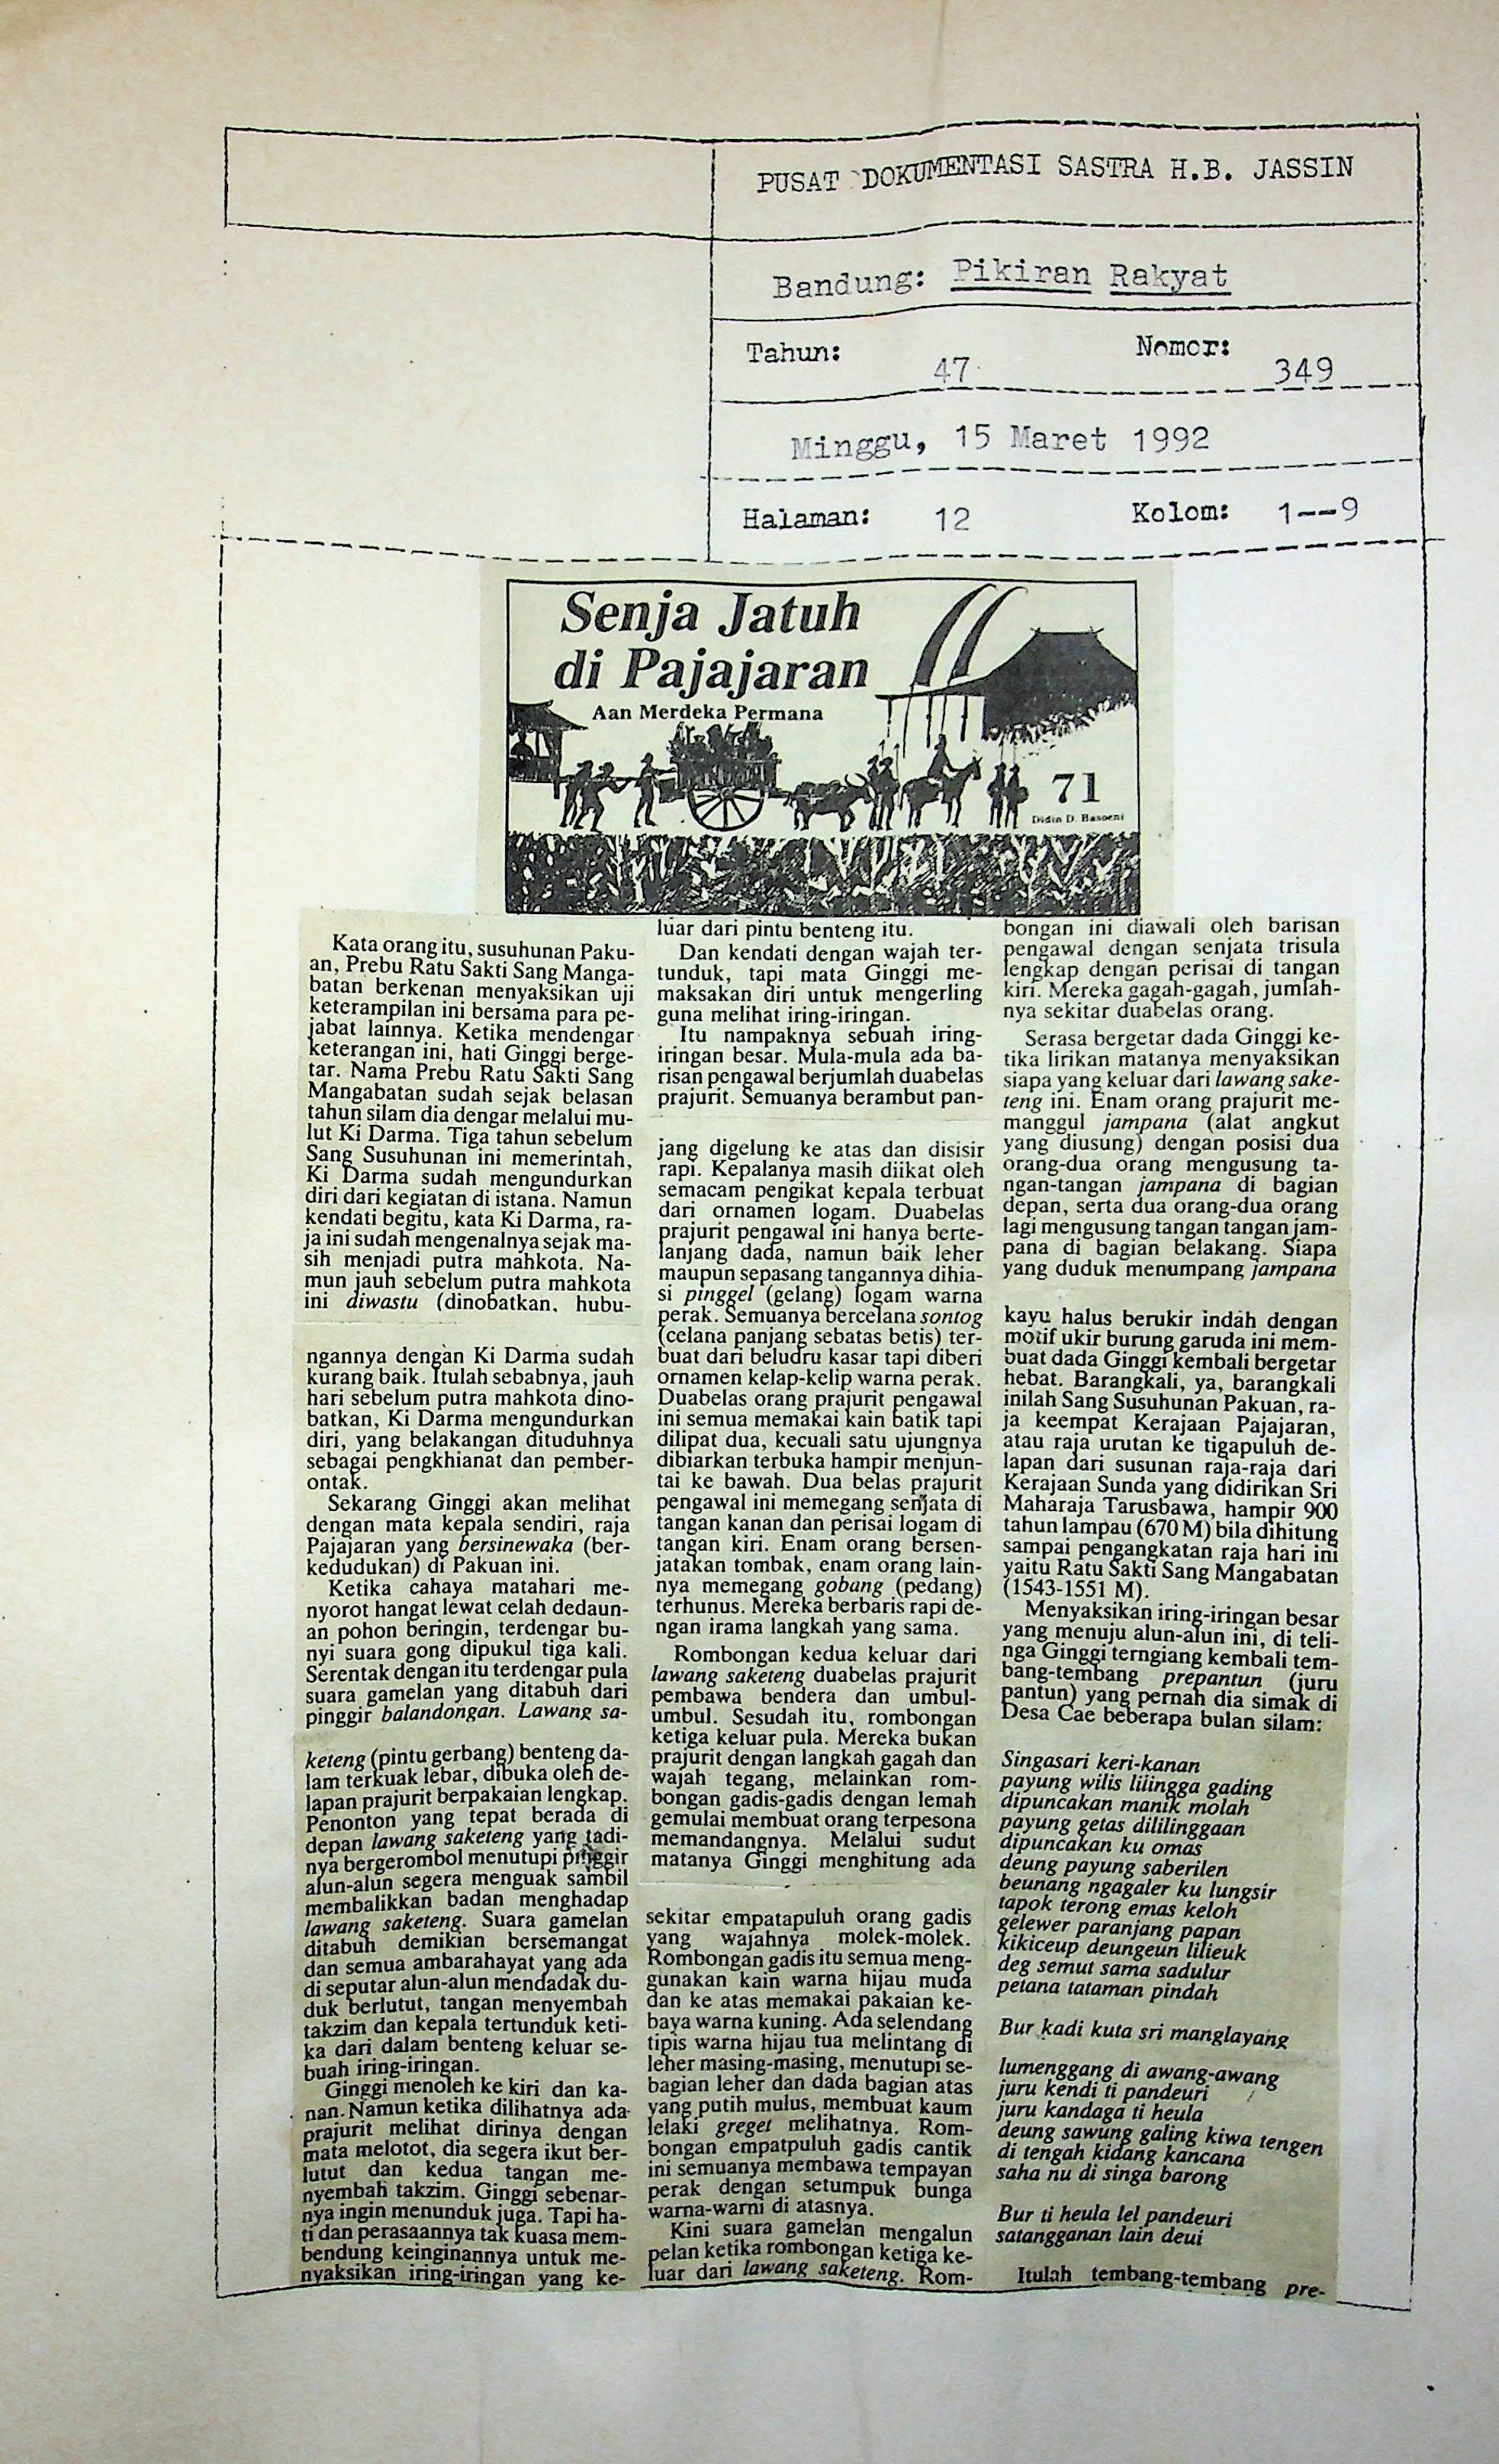 PUSAT DOKUMENTASI SASTRA H.B. JASSIN
Bandung: Pikiran Rakyat
Tahun: 47 Nomor: 349
Minggu, 15 Maret 1992
Halaman: 12 Kolom: 1--9
Senja Jatuh
di Pajajaran
Aan Merdeka Permana
71
Didin D. Basoeni
Kata orang itu, susuhunan Paku-
an, Prebu Ratu Sakti Sang Manga-
batan berkenan menyaksikan uji
keterampilan ini bersama para pe-
jabat lainnya. Ketika mendengar
keterangan ini, hati Ginggi berge-
tar. Nama Prebu Ratu Sakti Sang
Mangabatan sudah sejak belasan
tahun silam dia dengar melalui mu-
lut Ki Darma. Tiga tahun sebelum
Sang Susuhunan ini memerintah,
Ki Darma sudah mengundurkan
diri dari kegiatan di istana. Namun
kendati begitu, kata Ki Darma, ra-
ja ini sudah mengenalnya sejak ma-
sih menjadi putra mahkota. Na-
mun jauh sebelum putra mahkota
ini diwastu (dinobatkan, hubu-
ngannya dengan Ki Darma sudah
kurang baik. Itulah sebabnya, jauh
hari sebelum putra mahkota dino-
batkan, Ki Darma mengundurkan
diri, yang belakangan dituduhnya
sebagai pengkhianat dan pember-
ontak.
Sekarang Ginggi akan melihat
dengan mata kepala sendiri, raja
Pajajaran yang bersinewaka (ber-
kedudukan) di Pakuan ini.
Ketika cahaya matahari me-
nyorot hangat lewat celah dedaun-
an pohon beringin, terdengar bu-
nyi suara gong dipukul tiga kali.
Serentak dengan itu terdengar pula
suara gamelan yang ditabuh dari
pinggir balandongan. Lawang sa-
keteng (pintu gerbang) benteng da-
lam terkuak lebar, dibuka oleh de-
lapan prajurit berpakaian lengkap.
Penonton yang tepat berada di
depan lawang saketeng yang tadi-
nya bergerombol menutupi pinggir
alun-alun segera menguak sambil
membalikkan badan menghadap
lawang saketeng. Suara gamelan
ditabuh demikian bersemangat
dan semua ambarahayat yang ada
di seputar alun-alun mendadak du-
duk berlutut, tangan menyembah
takzim dan kepala tertunduk keti-
ka dari dalam benteng keluar se-
buah iring-iringan.
Ginggi menoleh ke kiri dan ka-
nan. Namun ketika dilihatnya ada
prajurit melihat dirinya dengan
mata melotot, dia segera ikut ber-
lutut dan kedua tangan me-
nyembah takzim. Ginggi sebenar-
nya ingin menunduk juga. Tapi ha-
ti dan perasaannya tak kuasa mem-
bendung keinginannya untuk me-
nyaksikan iring-iringan yang ke-
luar dari pintu benteng itu.
Dan kendati dengan wajah ter-
tunduk, tapi mata Ginggi me-
maksakan diri untuk mengerling
guna melihat iring-iringan.
Itu nampaknya sebuah iring-
iringan besar. Mula-mula ada ba-
risan pengawal berjumlah duabelas
prajurit. Semuanya berambut pan-
jang digelung ke atas dan disisir
rapi. Kepalanya masih diikat oleh
semacam pengikat kepala terbuat
dari ornamen logam. Duabelas
prajurit pengawal ini hanya berte-
lanjang dada, namun baik leher
maupun sepasang tangannya dihia-
si pinggel (gelang) logam warna
perak. Semuanya bercelana sontog
(celana panjang sebatas betis) ter-
buat dari beludru kasar tapi diberi
ornamen kelap-kelip warna perak.
Duabelas orang prajurit pengawal
ini semua memakai kain batik tapi
dilipat dua, kecuali satu ujungnya
dibiarkan terbuka hampir menjun-
tai ke bawah. Dua belas prajurit
pengawal ini memegang senjata di
tangan kanan dan perisai logam di
tangan kiri. Enam orang bersen-
jatakan tombak, enam orang lain-
nya memegang gobang (pedang)
terhunus. Mereka berbaris rapi de-
ngan irama langkah yang sama.
Rombongan kedua keluar dari
lawang saketeng duabelas prajurit
pembawa bendera dan umbul-
umbul. Sesudah itu, rombongan
ketiga keluar pula. Mereka bukan
prajurit dengan langkah gagah dan
wajah tegang, melainkan rom-
bongan gadis-gadis dengan lemah
gemulai membuat orang terpesona
memandangnya. Melalui sudut
matanya Ginggi menghitung ada
sekitar empatapuluh orang gadis
yang wajahnya molek-molek.
Rombongan gadis itu semua meng-
gunakan kain warna hijau muda
dan ke atas memakai pakaian ke-
baya warna kuning. Ada selendang
tipis warna hijau tua melintang di
leher masing-masing, menutupi se-
bagian leher dan dada bagian atas
yang putih mulus, membuat kaum
lelaki greget melihatnya. Rom-
bongan empatpuluh gadis cantik
ini semuanya membawa tempayan
perak dengan setumpuk bunga
warna-warni di atasnya.
Kini suara gamelan mengalun
pelan ketika rombongan ketiga ke-
luar dari lawang saketeng. Rom-
bongan ini diawali oleh barisan
pengawal dengan senjata trisula
lengkap dengan perisai di tangan
kiri. Mereka gagah-gagah, jumlah-
nya sekitar duabelas orang.
Serasa bergetar dada Ginggi ke-
tika lirikan matanya menyaksikan
siapa yang keluar dari lawang sake-
teng ini. Enam orang prajurit me-
manggul jampana (alat angkut
yang diusung) dengan posisi dua
orang-dua orang mengusung ta-
ngan-tangan jampana di bagian
depan, serta dua orang-dua orang
lagi mengusung tangan tangan jam-
pana di bagian belakang. Siapa
yang duduk menumpang jampana
kayu halus berukir indah dengan
motif ukir burung garuda ini mem-
buat dada Ginggi kembali bergetar
hebat. Barangkali, ya, barangkali
inilah Sang Susuhunan Pakuan, ra-
ja keempat Kerajaan Pajajaran,
atau raja urutan ke tigapuluh de-
lapan dari susunan raja-raja dari
Kerajaan Sunda yang didirikan Sri
Maharaja Tarusbawa, hampir 900
tahun lampau (670 M) bila dihitung
sampai pengangkatan raja hari ini
yaitu Ratu Sakti Sang Mangabatan
(1543-1551 M).
Menyaksikan iring-iringan besar
yang menuju alun-alun ini, di teli-
nga Ginggi terngiang kembali tem-
bang-tembang prepantun (juru
pantun) yang pernah dia simak di
Desa Cae beberapa bulan silam:
Singasari keri-kanan
payung wilis liiingga gading
dipuncakan manik molah
payung getas dililinggaan
dipuncakan ku omas
deung payung saberilen
beunang ngagaler ku lungsir
tapok terong emas keloh
gelewer paranjang papan
kikiceup deungeun lilieuk
deg semut sama sadulur
petana tataman pindah
Bur kadi kuta sri manglayang
lumenggang di awang-awang
juru kendi ti pandeuri
juru kandaga ti heula
deung sawung galing kiwa tengen
di tengah kidang kancana
saha nu di singa barong
Bur ti heula lel pandeuri
satangganan lain deui
Itulah tembang-tembang pre-